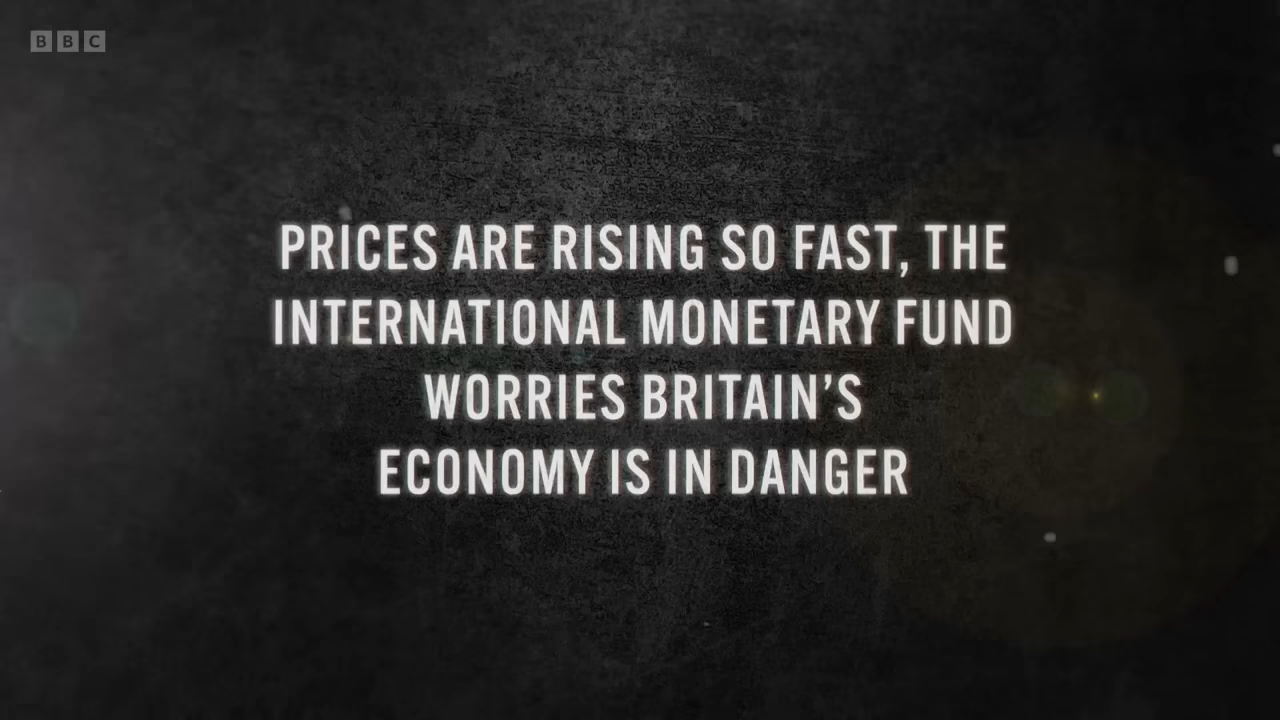 BBC
PRICES ARE RISING SO FAST, THE
INTERNATIONAL MONETARY FUND
WORRIES BRITAIN’S
ECONOMY IS IN DANGER